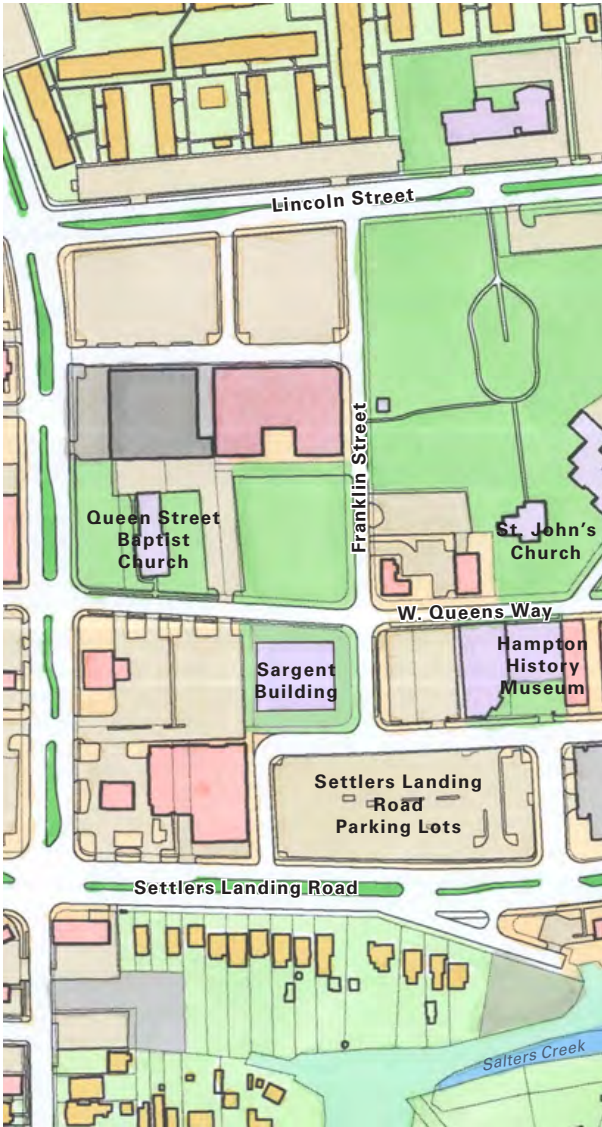 Lincoln Street
Franklin Street
Queen Street
Baptist
Church
St. John's
Church
W. Queens Way
Sargent
Building
Hampton
History
Museum
Settlers Landing
Road
Parking Lots
Settlers Landing Road
Salters Creek